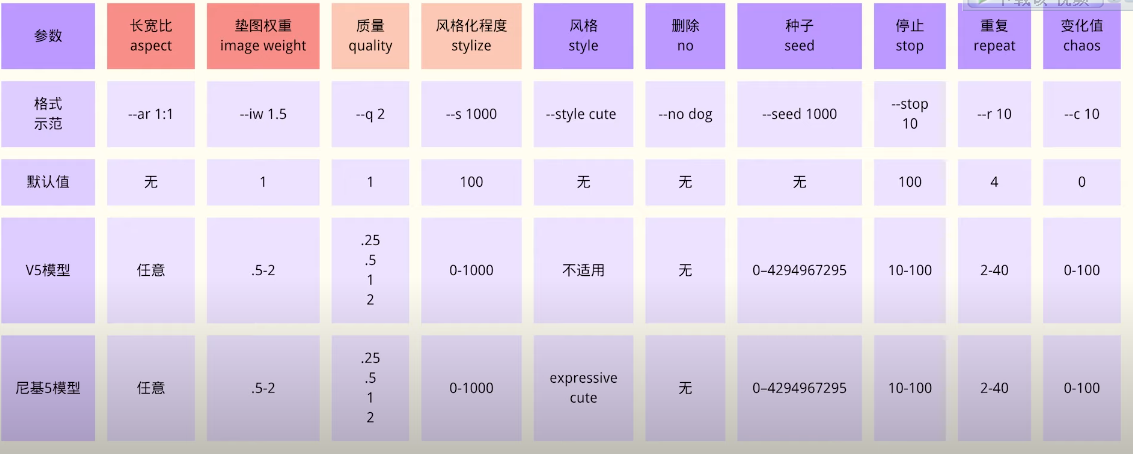 下载该视频
参数 长宽比 aspect 垫图权重 image weight 质量 quality 风格化程度 stylize 风格 style 删除 no 种子 seed 停止 stop 重复 repeat 变化值 chaos
格式示范 --ar 1:1 --iw 1.5 --q 2 --s 1000 --style cute --no dog --seed 1000 --stop 10 --r 10 --c 10
默认值 无 1 1 100 无 无 无 100 4 0
V5模型 任意 .5-2 .25 .5 1 2 0-1000 不适用 无 0–4294967295 10-100 2-40 0-100
尼基5模型 任意 .5-2 .25 .5 1 2 0-1000 expressive cute 无 0–4294967295 10-100 2-40 0-100